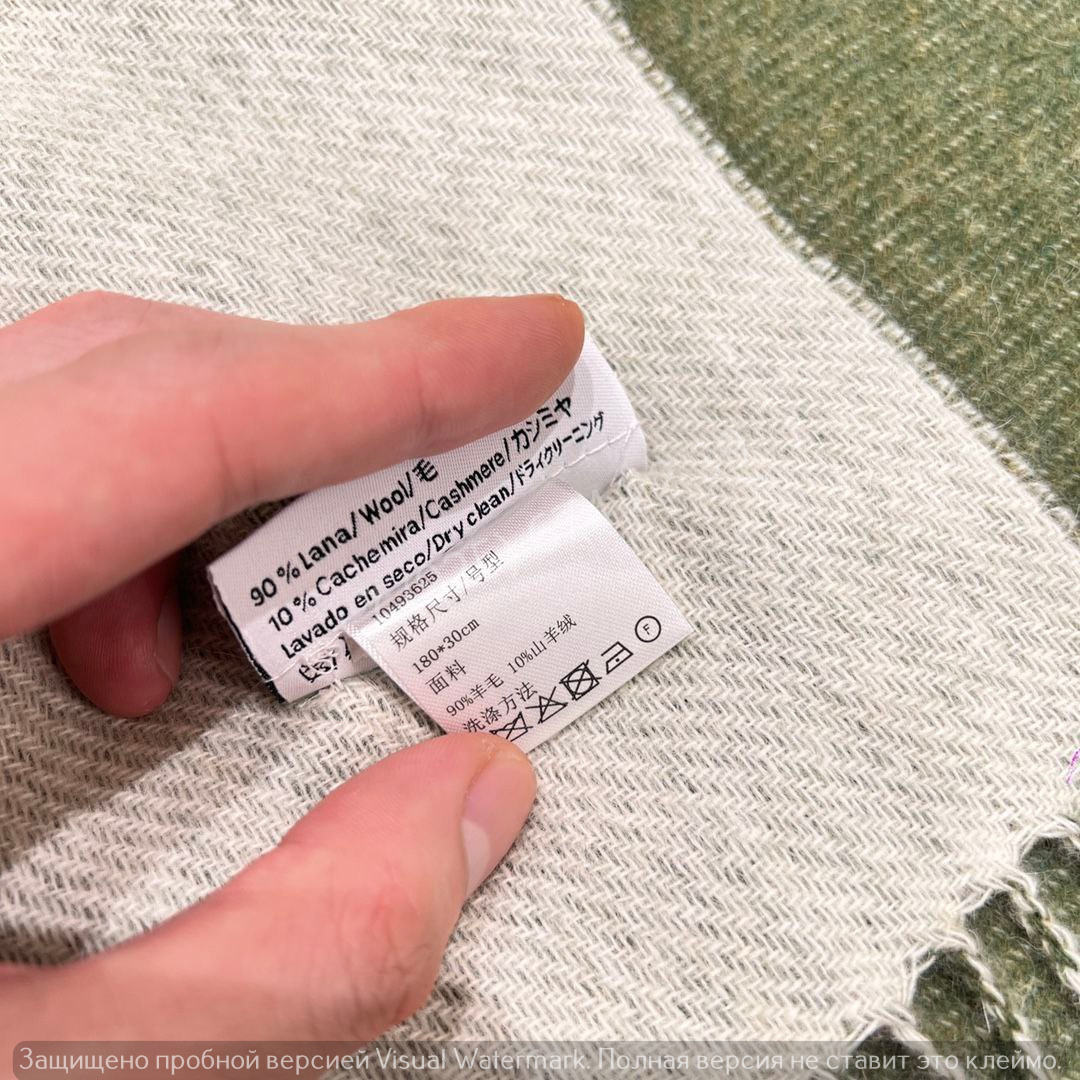 90% Lana/Wool/毛
10% Cachemira/Cashmere/カシミヤ
Lavado en seco/Dry clean/ドライクリーニング
10493625
规格尺寸/号型
180*30cm
面料
90%羊毛 10%山羊绒
洗涤方法
F
Защищено пробной версией Visual Watermark. Полная версия не ставит это клеймо.